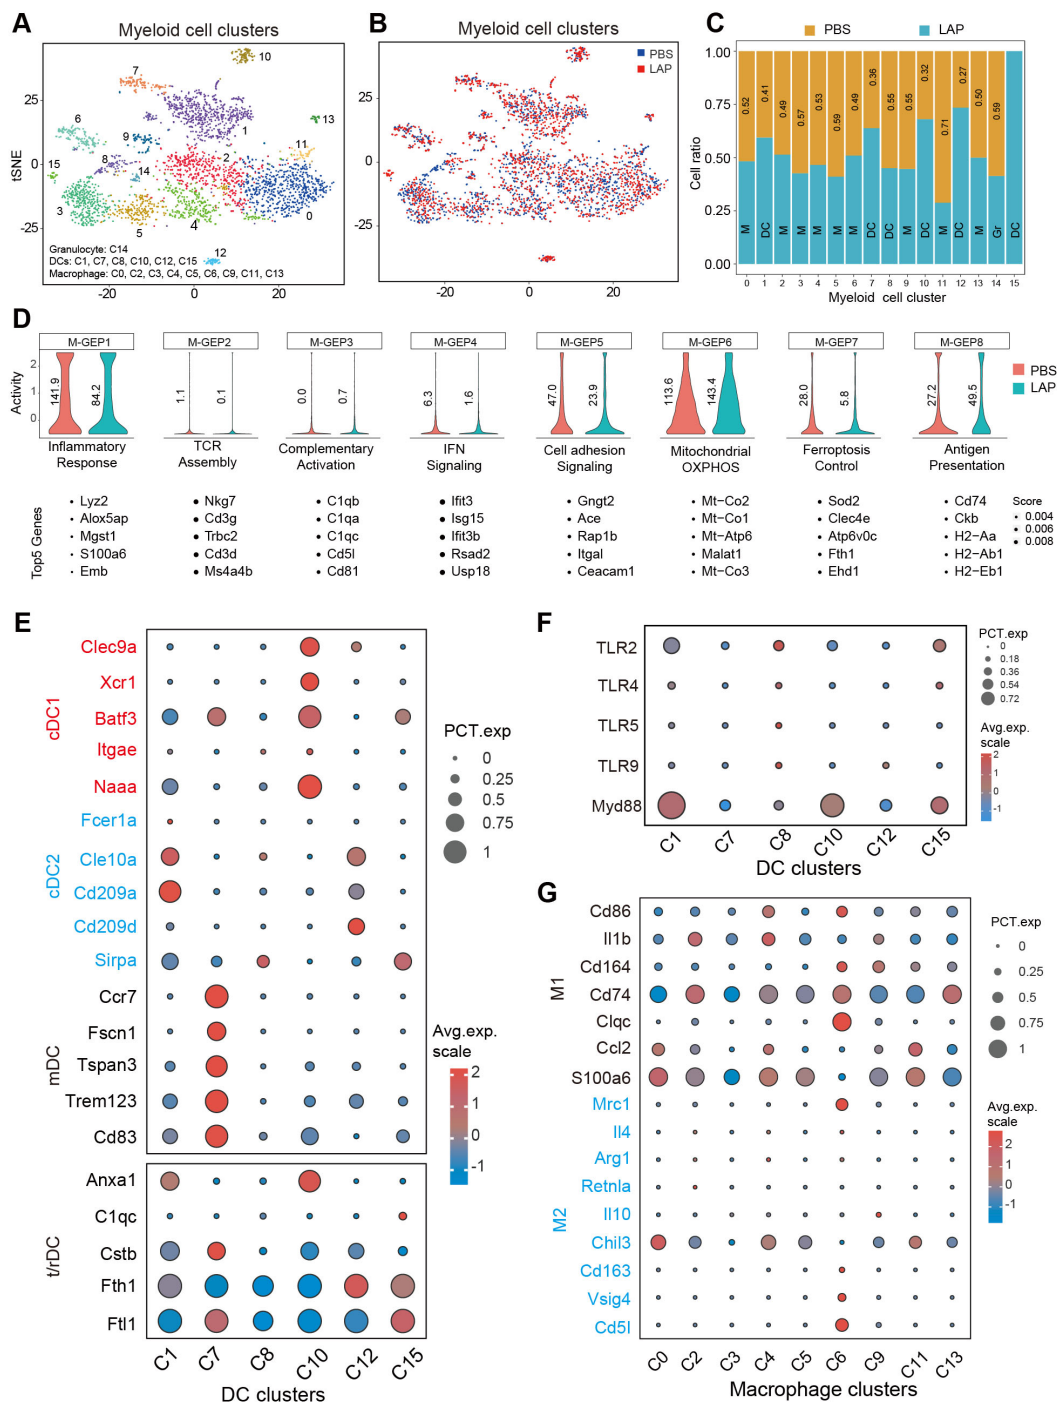 A
Myeloid cell clusters
tSNE
25
0
-25
-20
0
20
10
7
1
13
6
9
2
11
15
8
14
3
5
4
0
12
Granulocyte: C14
DCs: C1, C7, C8, C10, C12, C15
Macrophage: C0, C2, C3, C4, C5, C6, C9, C11, C13
B
Myeloid cell clusters
PBS
LAP
25
0
-25
-20
0
20
C
PBS
LAP
Cell ratio
1.00
0.75
0.50
0.25
0.00
0.52
0.41
0.49
0.57
0.53
0.59
0.49
0.36
0.55
0.55
0.32
0.71
0.27
0.50
0.59
M DC M M M M M DC DC M DC M DC M Gr DC
0 1 2 3 4 5 6 7 8 9 10 11 12 13 14 15
Myeloid cell cluster
D
M-GEP1 M-GEP2 M-GEP3 M-GEP4 M-GEP5 M-GEP6 M-GEP7 M-GEP8
Activity
2
1
0
141.9 84.2 1.1 0.1 0.0 0.7 6.3 1.6 47.0 23.9 113.6 143.4 28.0 5.8 27.2 49.5
PBS
LAP
Inflammatory Response
TCR Assembly
Complementary Activation
IFN Signaling
Cell adhesion Signaling
Mitochondrial OXPHOS
Ferroptosis Control
Antigen Presentation
Top5 Genes
Lyz2 Nkg7 C1qb Ifit3 Gngt2 Mt-Co2 Sod2 Cd74
Alox5ap Cd3g C1qa Isg15 Ace Mt-Co1 Clec4e Ckb
Mgst1 Trbc2 C1qc Ifit3b Rap1b Mt-Atp6 Atp6v0c H2-Aa
S100a6 Cd3d Cd5l Rsad2 Itgal Malat1 Fth1 H2-Ab1
Emb Ms4a4b Cd81 Usp18 Ceacam1 Mt-Co3 Ehd1 H2-Eb1
Score
0.004
0.006
0.008
E
cDC1
Clec9a
Xcr1
Batf3
Itgae
Naaa
cDC2
Fcer1a
Cle10a
Cd209a
Cd209d
Sirpa
mDC
Ccr7
Fscn1
Tspan3
Trem123
Cd83
t/rDC
Anxa1
C1qc
Cstb
Fth1
Ftl1
C1 C7 C8 C10 C12 C15
DC clusters
PCT.exp
0
0.25
0.5
0.75
1
Avg.exp.
scale
2
1
0
-1
F
TLR2
TLR4
TLR5
TLR9
Myd88
C1 C7 C8 C10 C12 C15
DC clusters
PCT.exp
0
0.18
0.36
0.54
0.72
Avg.exp.
scale
2
1
0
-1
G
M1
Cd86
Il1b
Cd164
Cd74
Clqc
Ccl2
S100a6
M2
Mrc1
Il4
Arg1
Retnla
Il10
Chil3
Cd163
Vsig4
Cd5l
C0 C2 C3 C4 C5 C6 C9 C11 C13
Macrophage clusters
PCT.exp
0
0.25
0.5
0.75
1
Avg.exp.
scale
2
1
0
-1